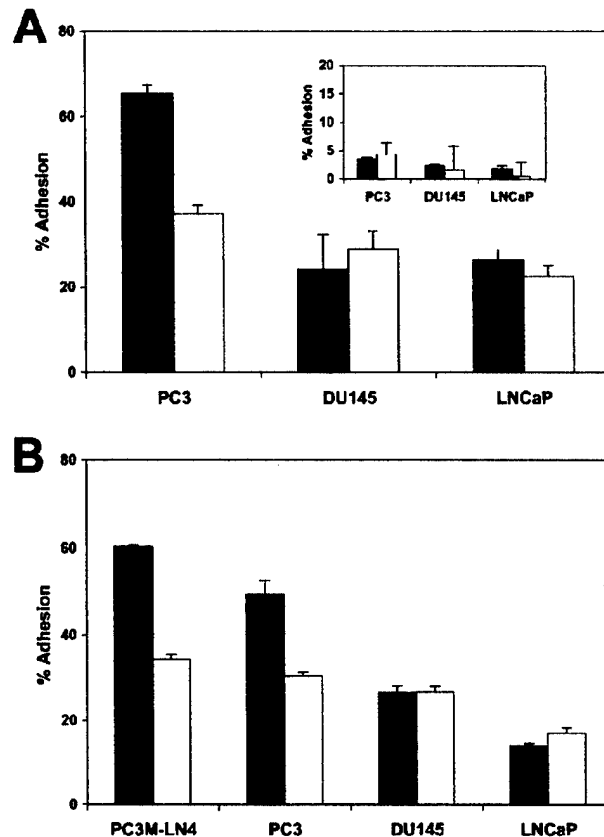 A
% Adhesion
80
60
40
20
0
% Adhesion
20
15
10
5
0
PC3 DU145 LNCaP
PC3 DU145 LNCaP
B
% Adhesion
80
60
40
20
0
PC3M-LN4 PC3 DU145 LNCaP